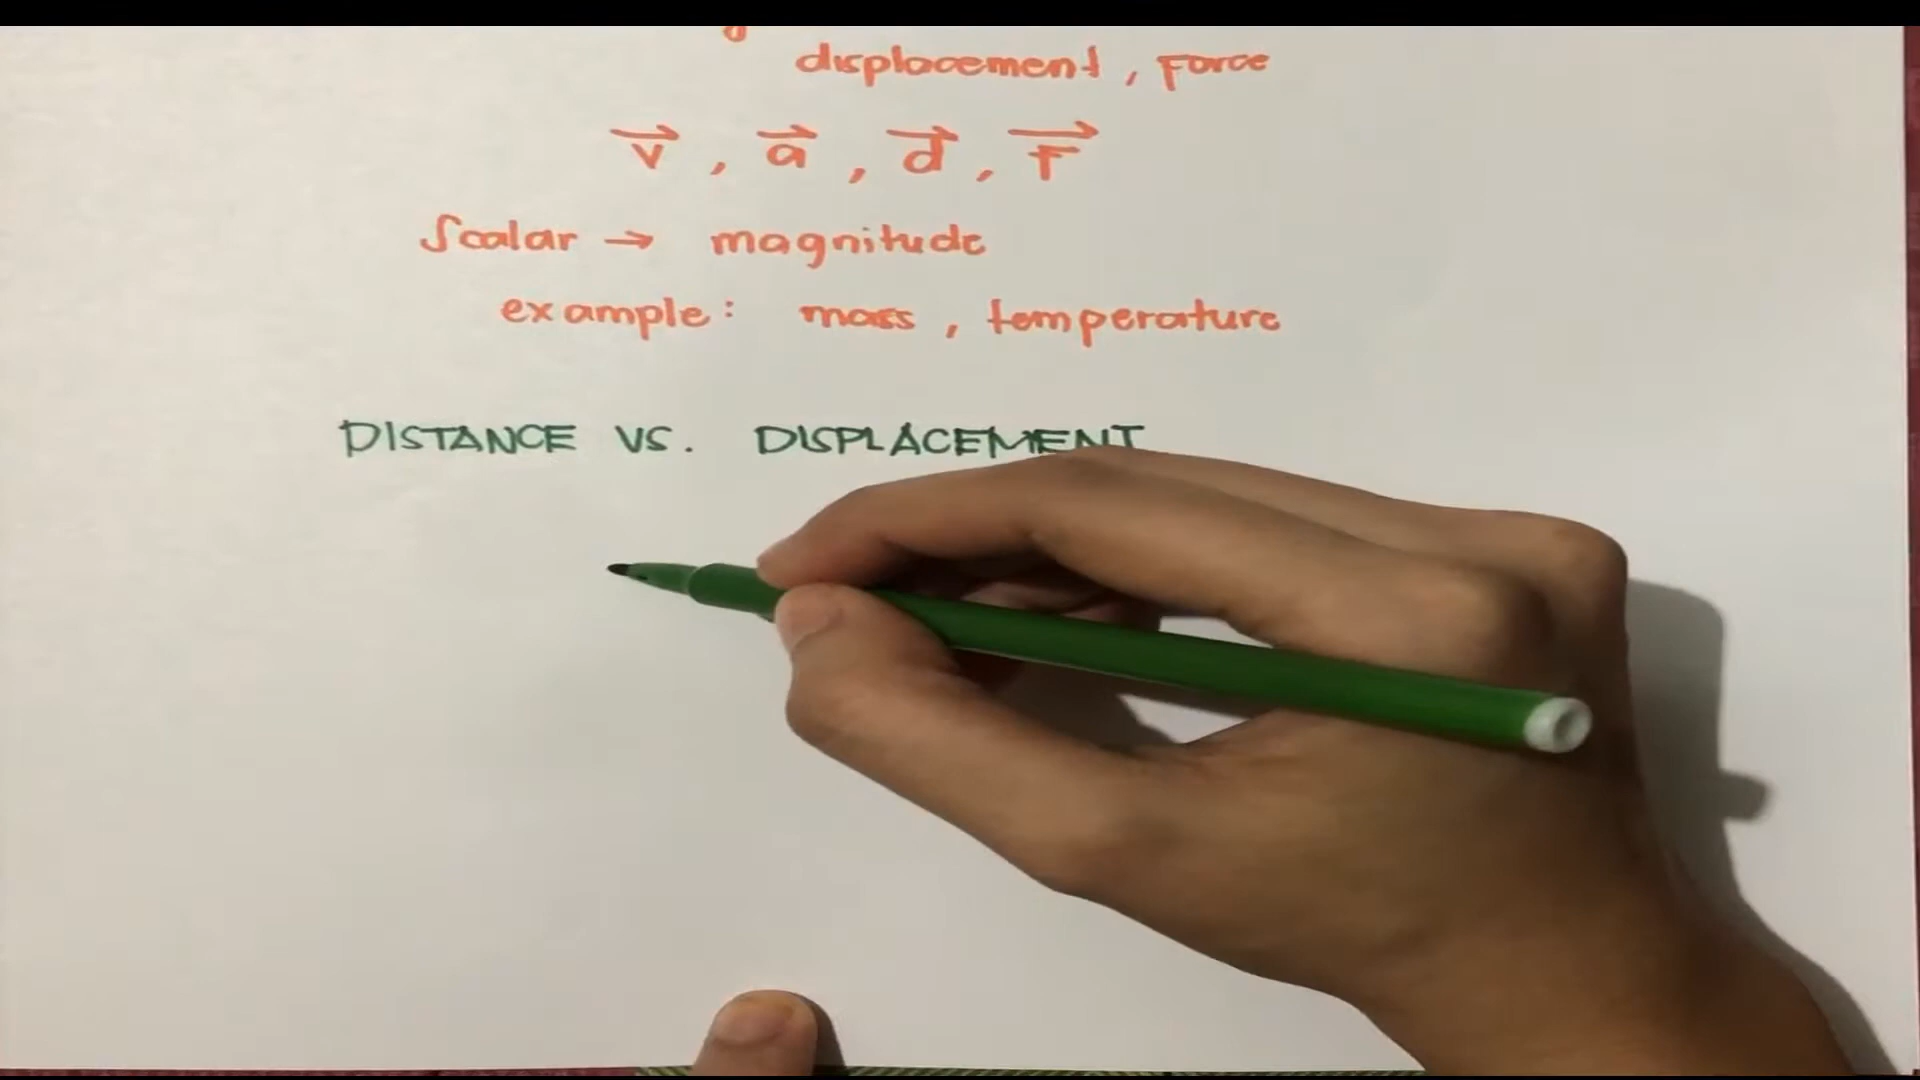 displacement, Force
v⃗, a⃗, d⃗, F⃗
Scalar → magnitude
example: mass, temperature
DISTANCE VS. DISPLACEMENT